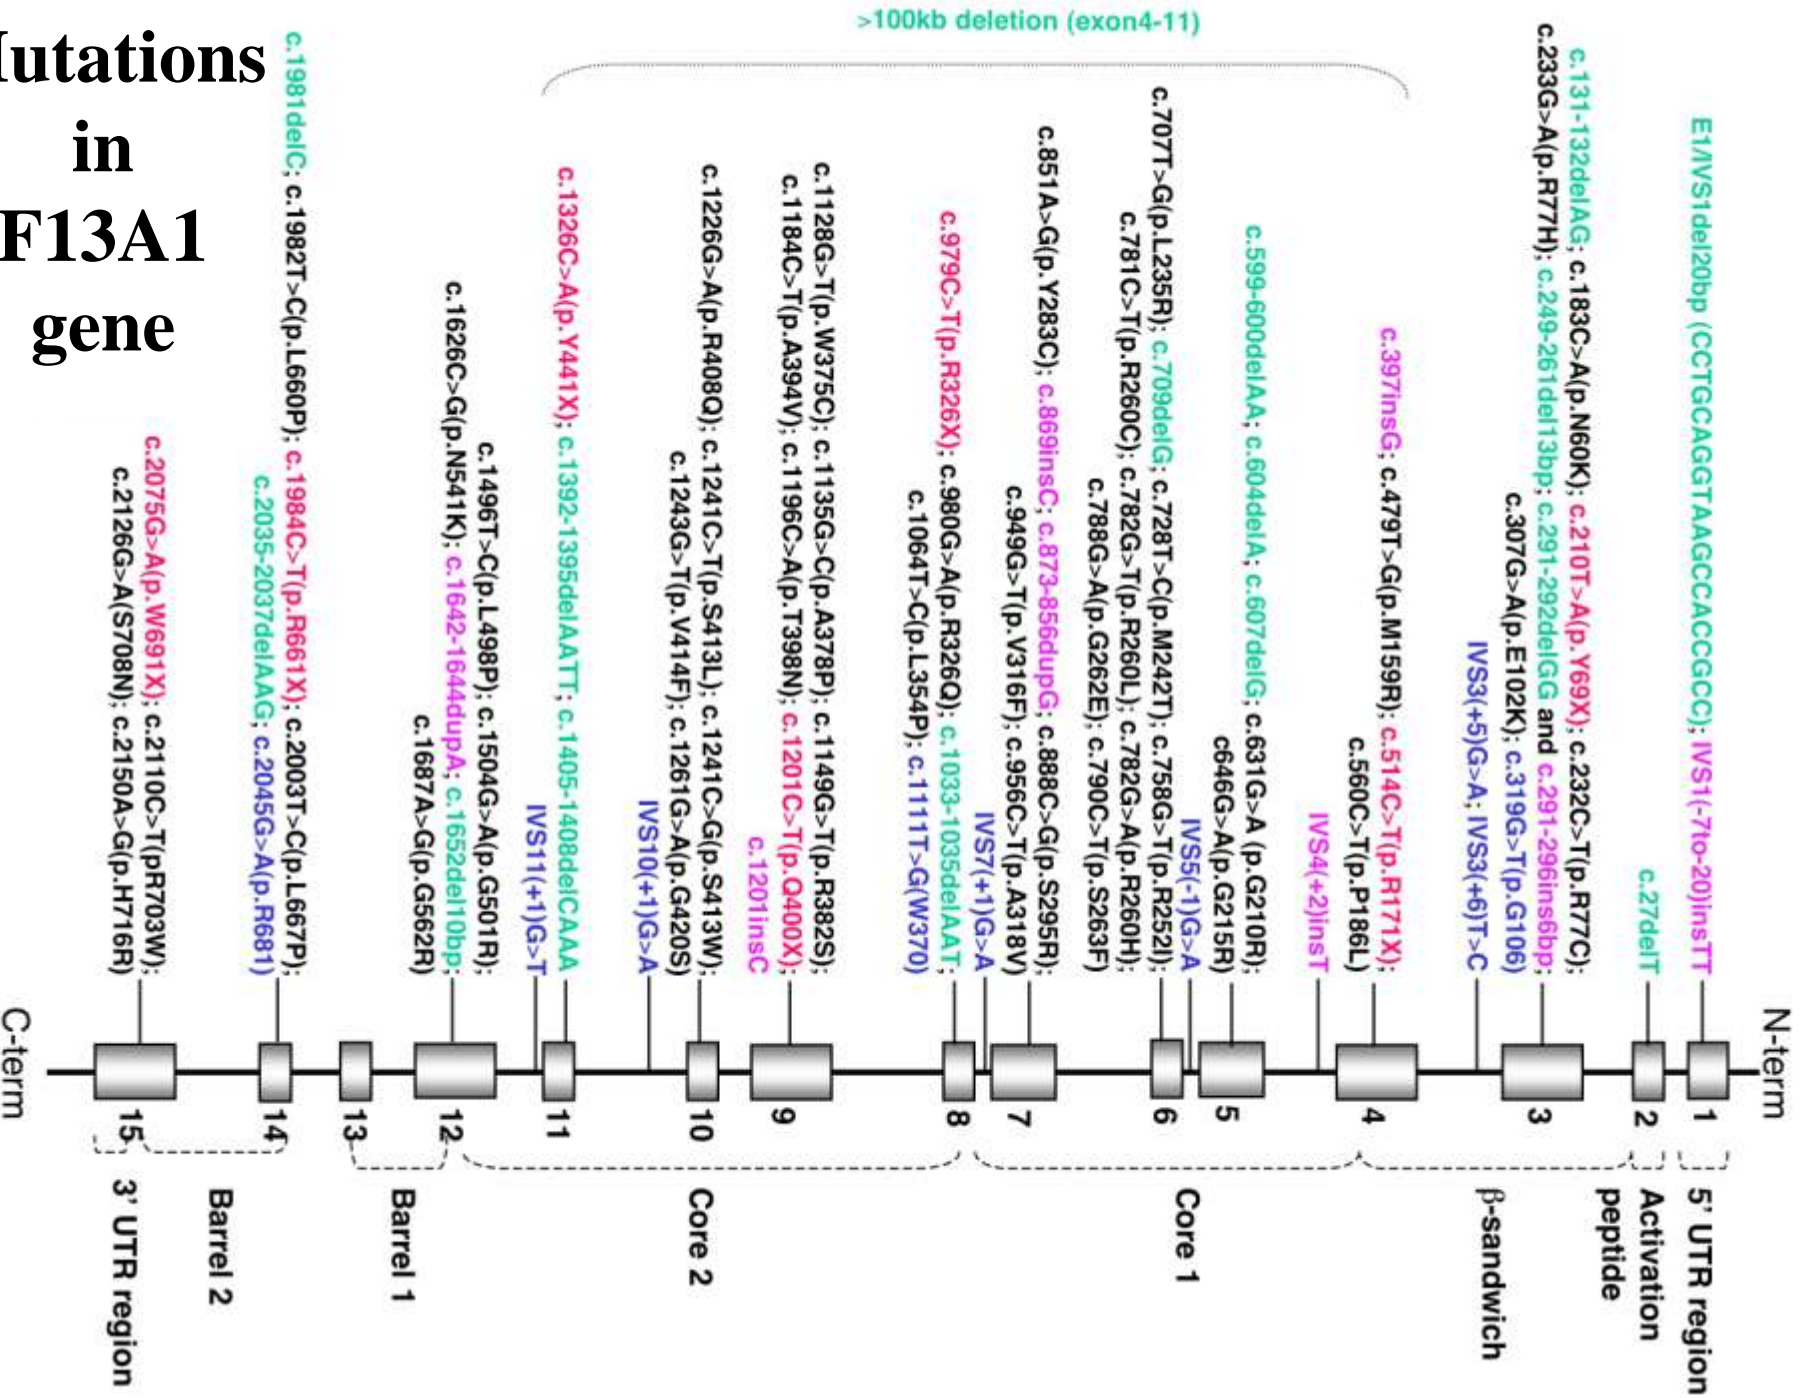 Mutations
in
F13A1
gene
>100kb deletion (exon4-11)
N-term
E1/IVS1del20bp (CCTGCAGGTAAGCCACCGCC); IVS1(-7to-20)insTT
c.27delT
c.131-132delAG; c.183C>A(p.N60K); c.210T>A(p.Y69X); c.232C>T(p.R77C);
c.233G>A(p.R77H); c.249-261del13bp; c.291-292delGG and c.291-296ins6bp;
c.307G>A(p.E102K); c.319G>T(p.G106)
IVS3(+5)G>A; IVS3(+6)T>C
c.397insG; c.479T>G(p.M159R); c.514C>T(p.R171X);
c.560C>T(p.P186L)
IVS4(+2)insT
c.599-600delAA; c.604delA; c.607delG; c.631G>A (p.G210R);
c646G>A(p.G215R)
IVS5(-1)G>A
c.707T>G(p.L235R); c.709delG; c.728T>C(p.M242T); c.758G>T(p.R252I);
c.781C>T(p.R260C); c.782G>T(p.R260L); c.782G>A(p.R260H);
c.788G>A(p.G262E); c.790C>T(p.S263F)
c.851A>G(p.Y283C); c.869insC; c.873-856dupG; c.888C>G(p.S295R);
c.949G>T(p.V316F); c.956C>T(p.A318V)
IVS7(+1)G>A
c.979C>T(p.R326X); c.980G>A(p.R326Q); c.1033-1035delAAT;
c.1064T>C(p.L354P); c.1111T>G(W370)
c.1128G>T(p.W375C); c.1135G>C(p.A378P); c.1149G>T(p.R382S);
c.1184C>T(p.A394V); c.1196C>A(p.T398N); c.1201C>T(p.Q400X);
c.1201insC
c.1226G>A(p.R408Q); c.1241C>T(p.S413L); c.1241C>G(p.S413W);
c.1243G>T(p.V414F); c.1261G>A(p.G420S)
IVS10(+1)G>A
c.1326C>A(p.Y441X); c.1392-1395delAATT; c.1405-1408delCAAA
IVS11(+1)G>T
c.1496T>C(p.L498P); c.1504G>A(p.G501R);
c.1626C>G(p.N541K); c.1642-1644dupA; c.1652del10bp;
c.1687A>G(p.G562R)
c.1981delC; c.1982T>C(p.L660P); c.1984C>T(p.R661X); c.2003T>C(p.L667P);
c.2035-2037delAAG; c.2045G>A(p.R681)
c.2075G>A(p.W691X); c.2110C>T(pR703W);
c.2126G>A(S708N); c.2150A>G(p.H716R)
C-term
1
2
3
4
5
6
7
8
9
10
11
12
13
14
15
5' UTR region
Activation
peptide
β-sandwich
Core 1
Core 2
Barrel 1
Barrel 2
3' UTR region